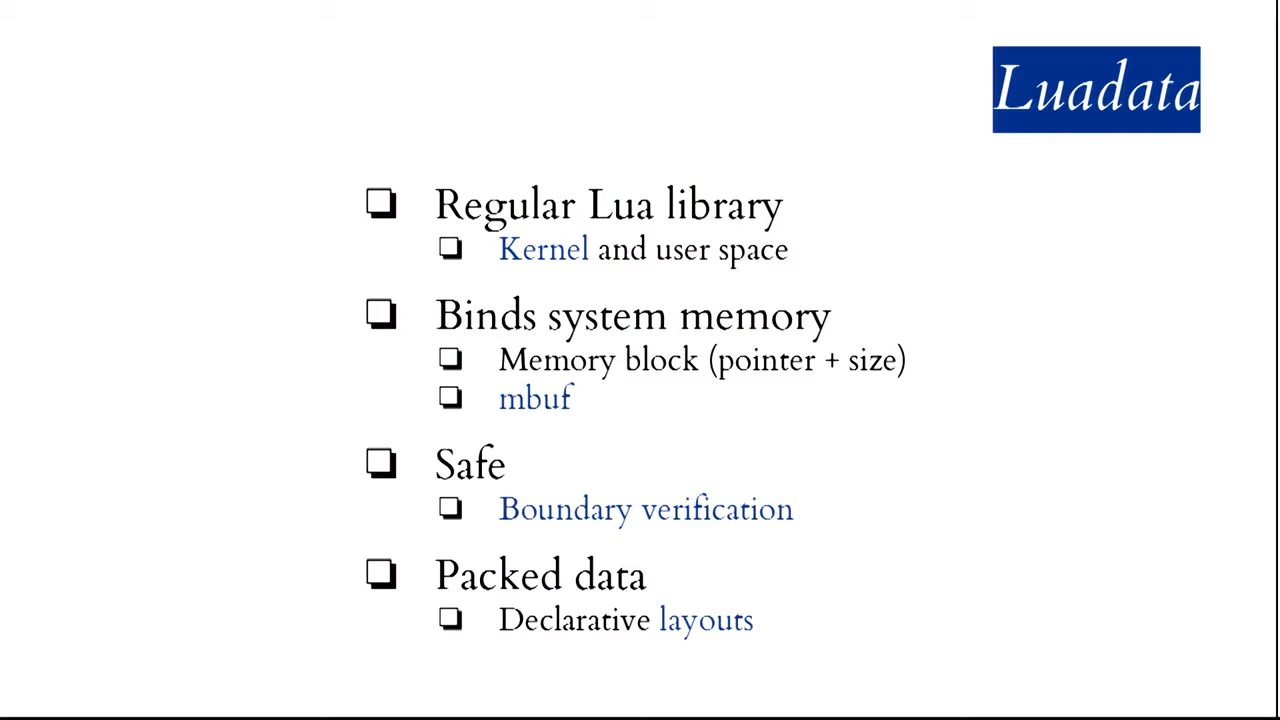 Luadata
Regular Lua library
Kernel and user space
Binds system memory
Memory block (pointer + size)
mbuf
Safe
Boundary verification
Packed data
Declarative layouts